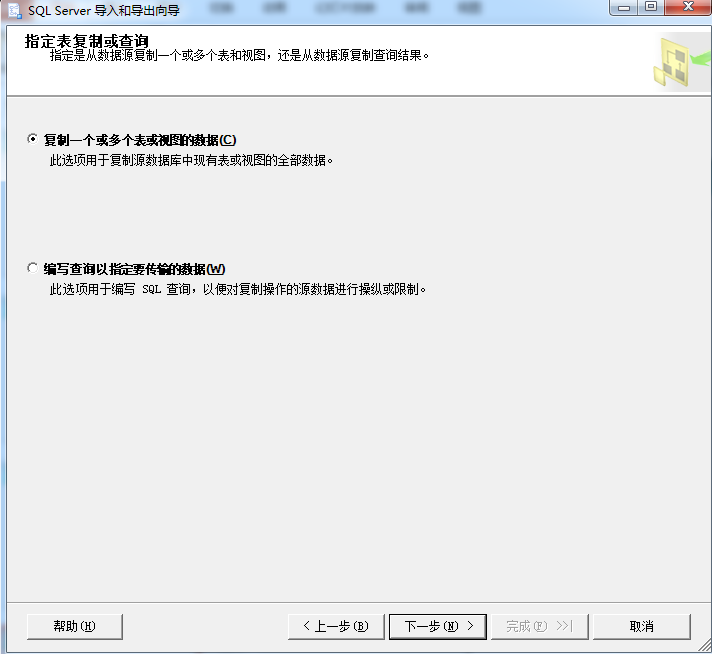 SQL Server 导入和导出向导
指定表复制或查询
指定是从数据源复制一个或多个表和视图，还是从数据源复制查询结果。
复制一个或多个表或视图的数据(C)
此选项用于复制源数据库中现有表或视图的全部数据。
编写查询以指定要传输的数据(W)
此选项用于编写 SQL 查询，以便对复制操作的源数据进行操纵或限制。
帮助(H) < 上一步(B) 下一步(N) > 完成(F) >>| 取消